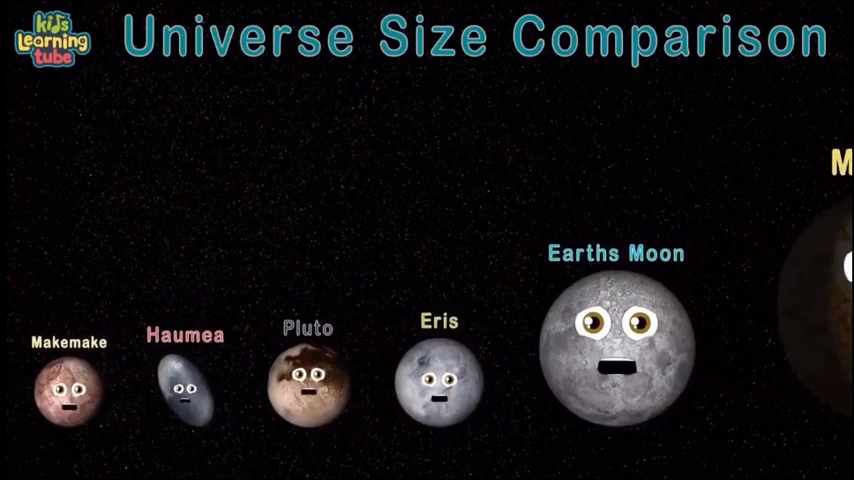 kids
Learning
tube
Universe Size Comparison
M
Earths Moon
Eris
Pluto
Haumea
Makemake